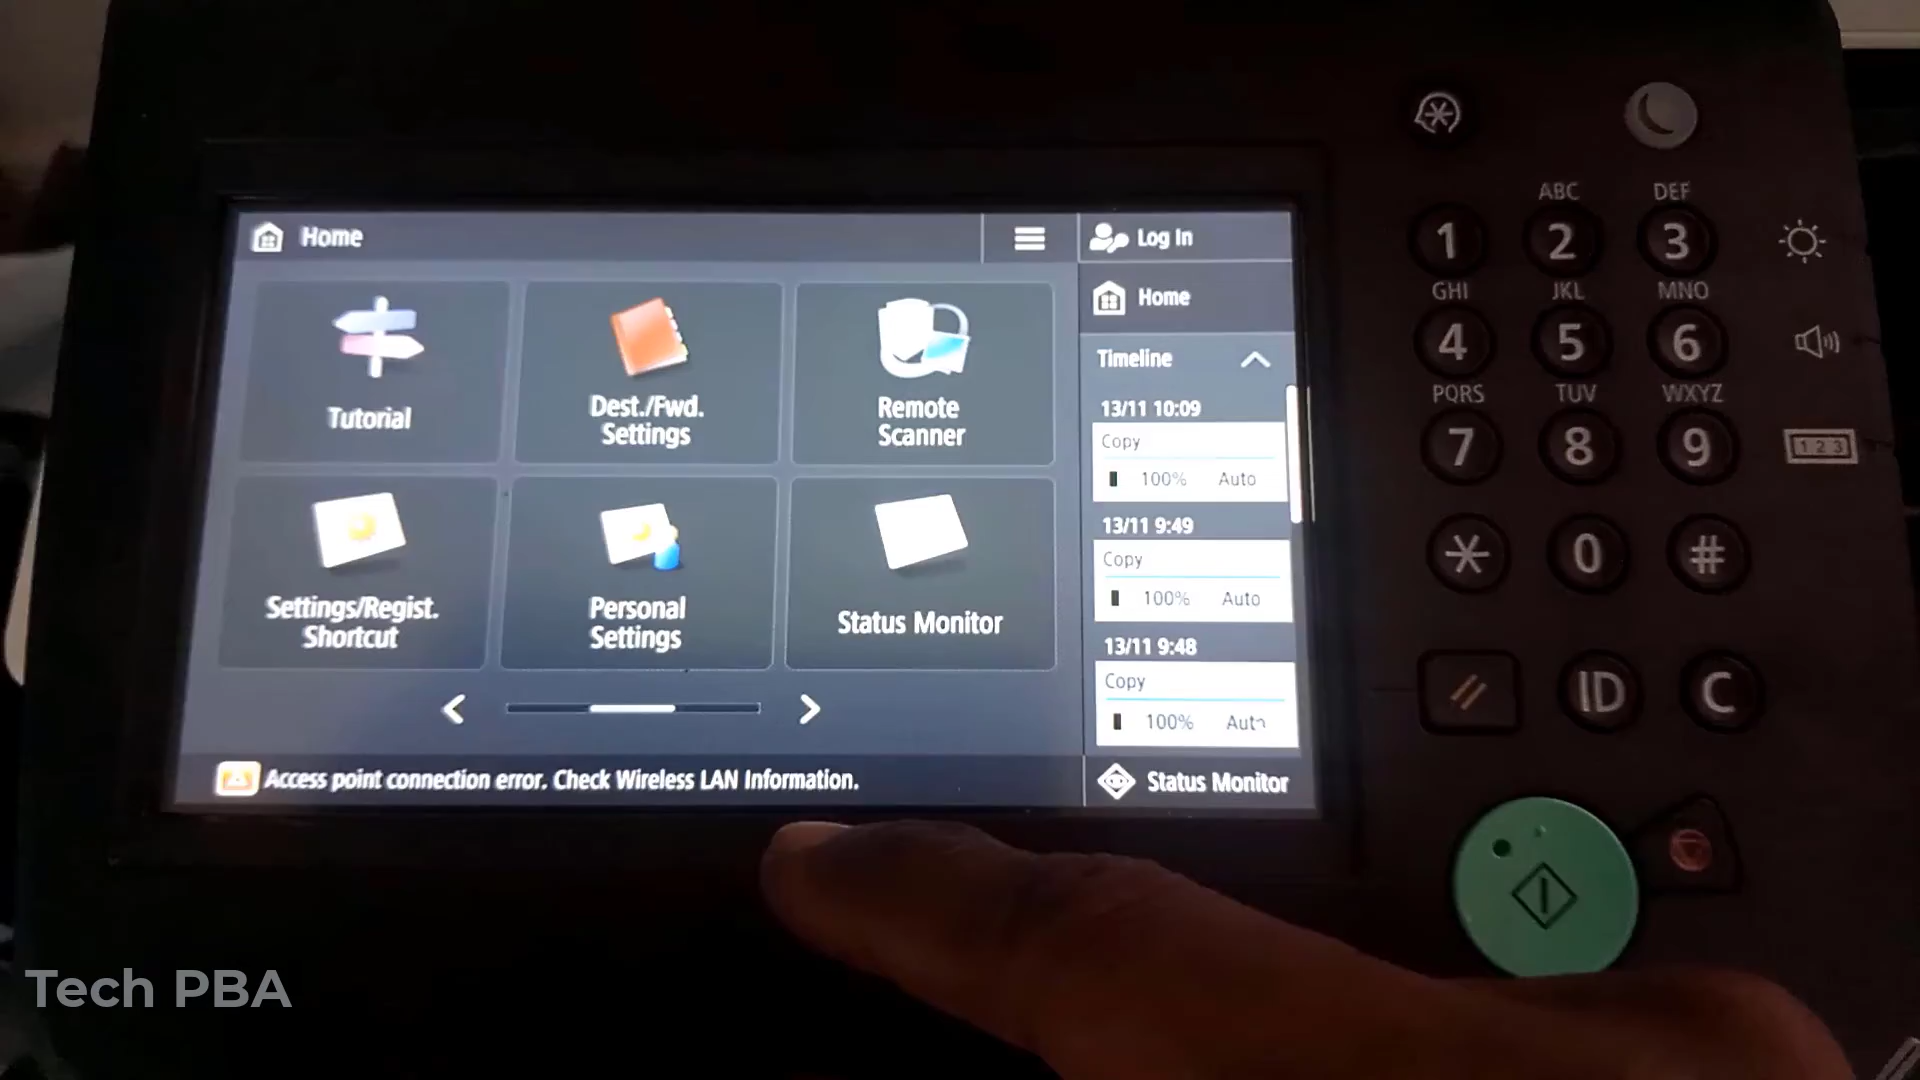 Home
Log In
Tutorial
Dest./Fwd.
Settings
Remote
Scanner
Settings/Regist.
Shortcut
Personal
Settings
Status Monitor
Access point connection error. Check Wireless LAN Information.
Home
Timeline
13/11 10:09
Copy
100% Auto
13/11 9:49
Copy
100% Auto
13/11 9:48
Copy
100% Auto
Status Monitor
ABC DEF
1 2 3
GHI JKL MNO
4 5 6
PQRS TUV WXYZ
7 8 9
123
* 0 #
ID C
Tech PBA